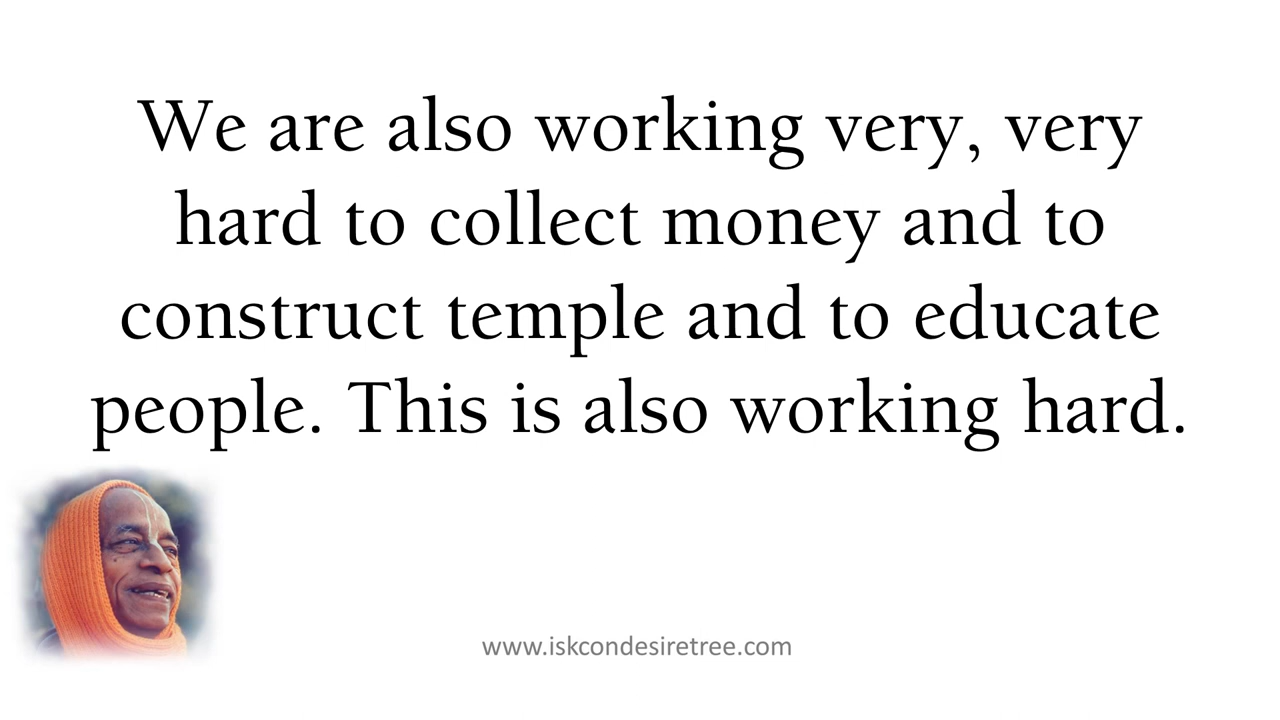 We are also working very, very
hard to collect money and to
construct temple and to educate
people. This is also working hard.
www.iskcondesiretree.com